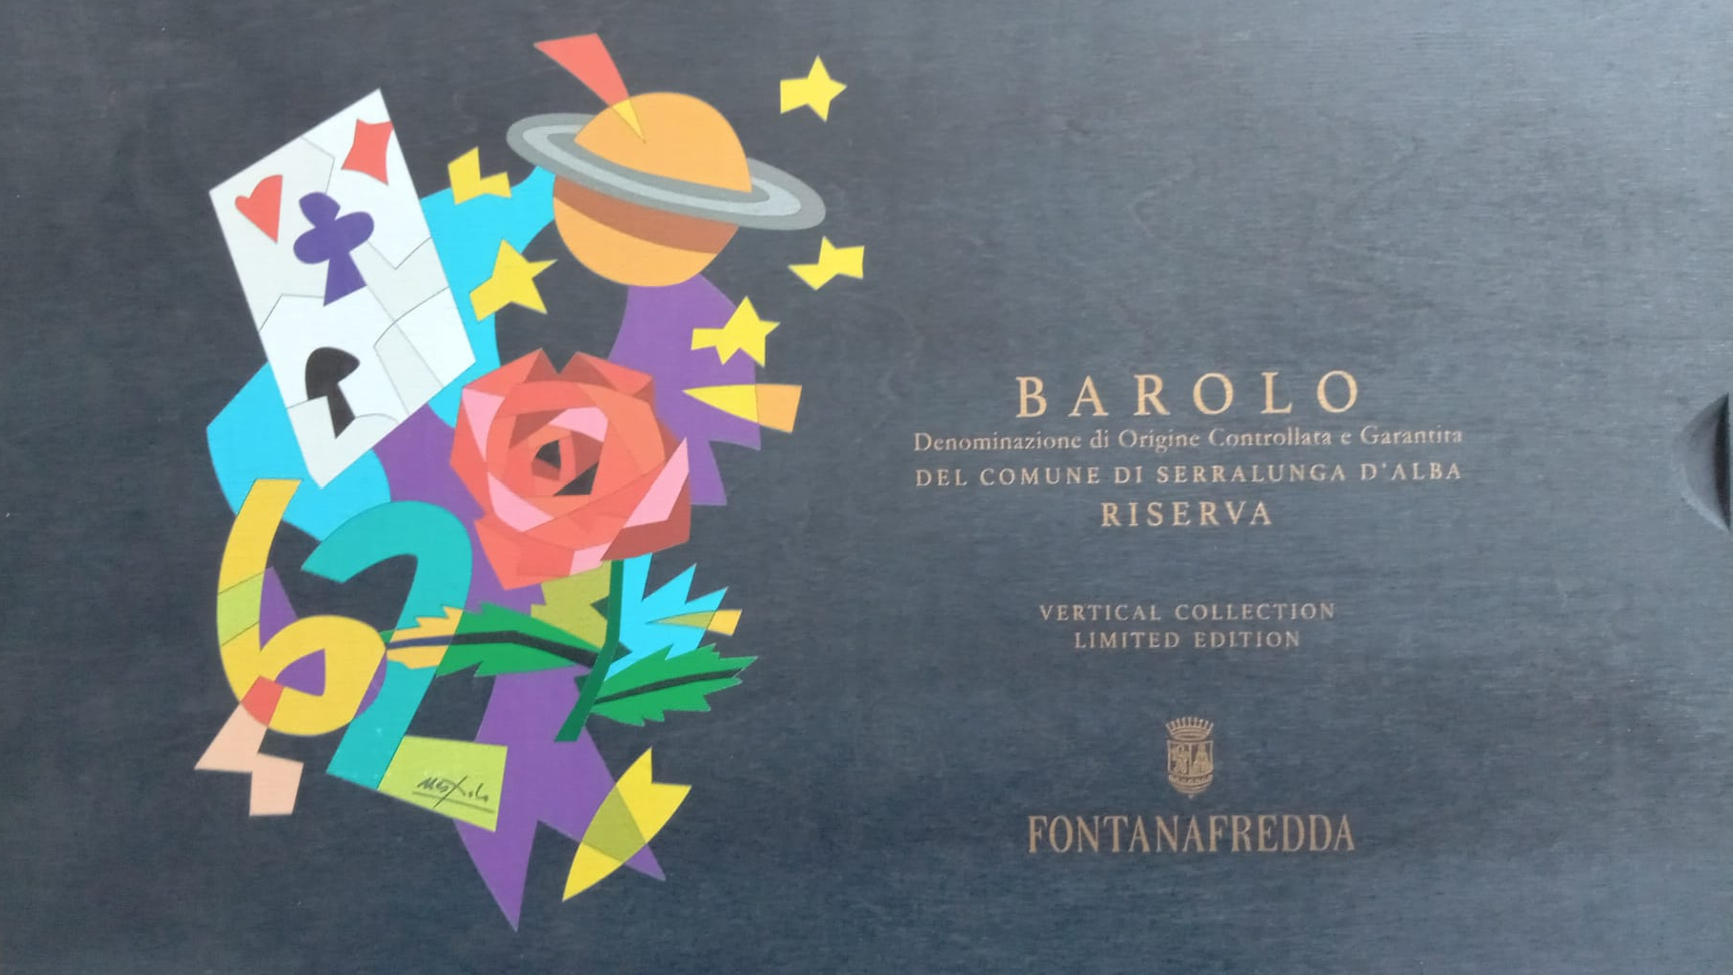 BAROLO
Denominazione di Origine Controllata e Garantita
DEL COMUNE DI SERRALUNGA D'ALBA
RISERVA
VERTICAL COLLECTION
LIMITED EDITION
FONTANAFREDDA